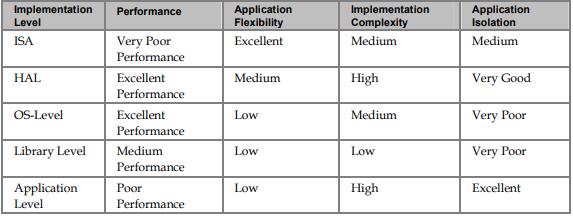 Implementation Level Performance Application Flexibility Implementation Complexity Application Isolation
ISA Very Poor Performance Excellent Medium Medium
HAL Excellent Performance Medium High Very Good
OS-Level Excellent Performance Low Medium Very Poor
Library Level Medium Performance Low Low Very Poor
Application Level Poor Performance Low High Excellent